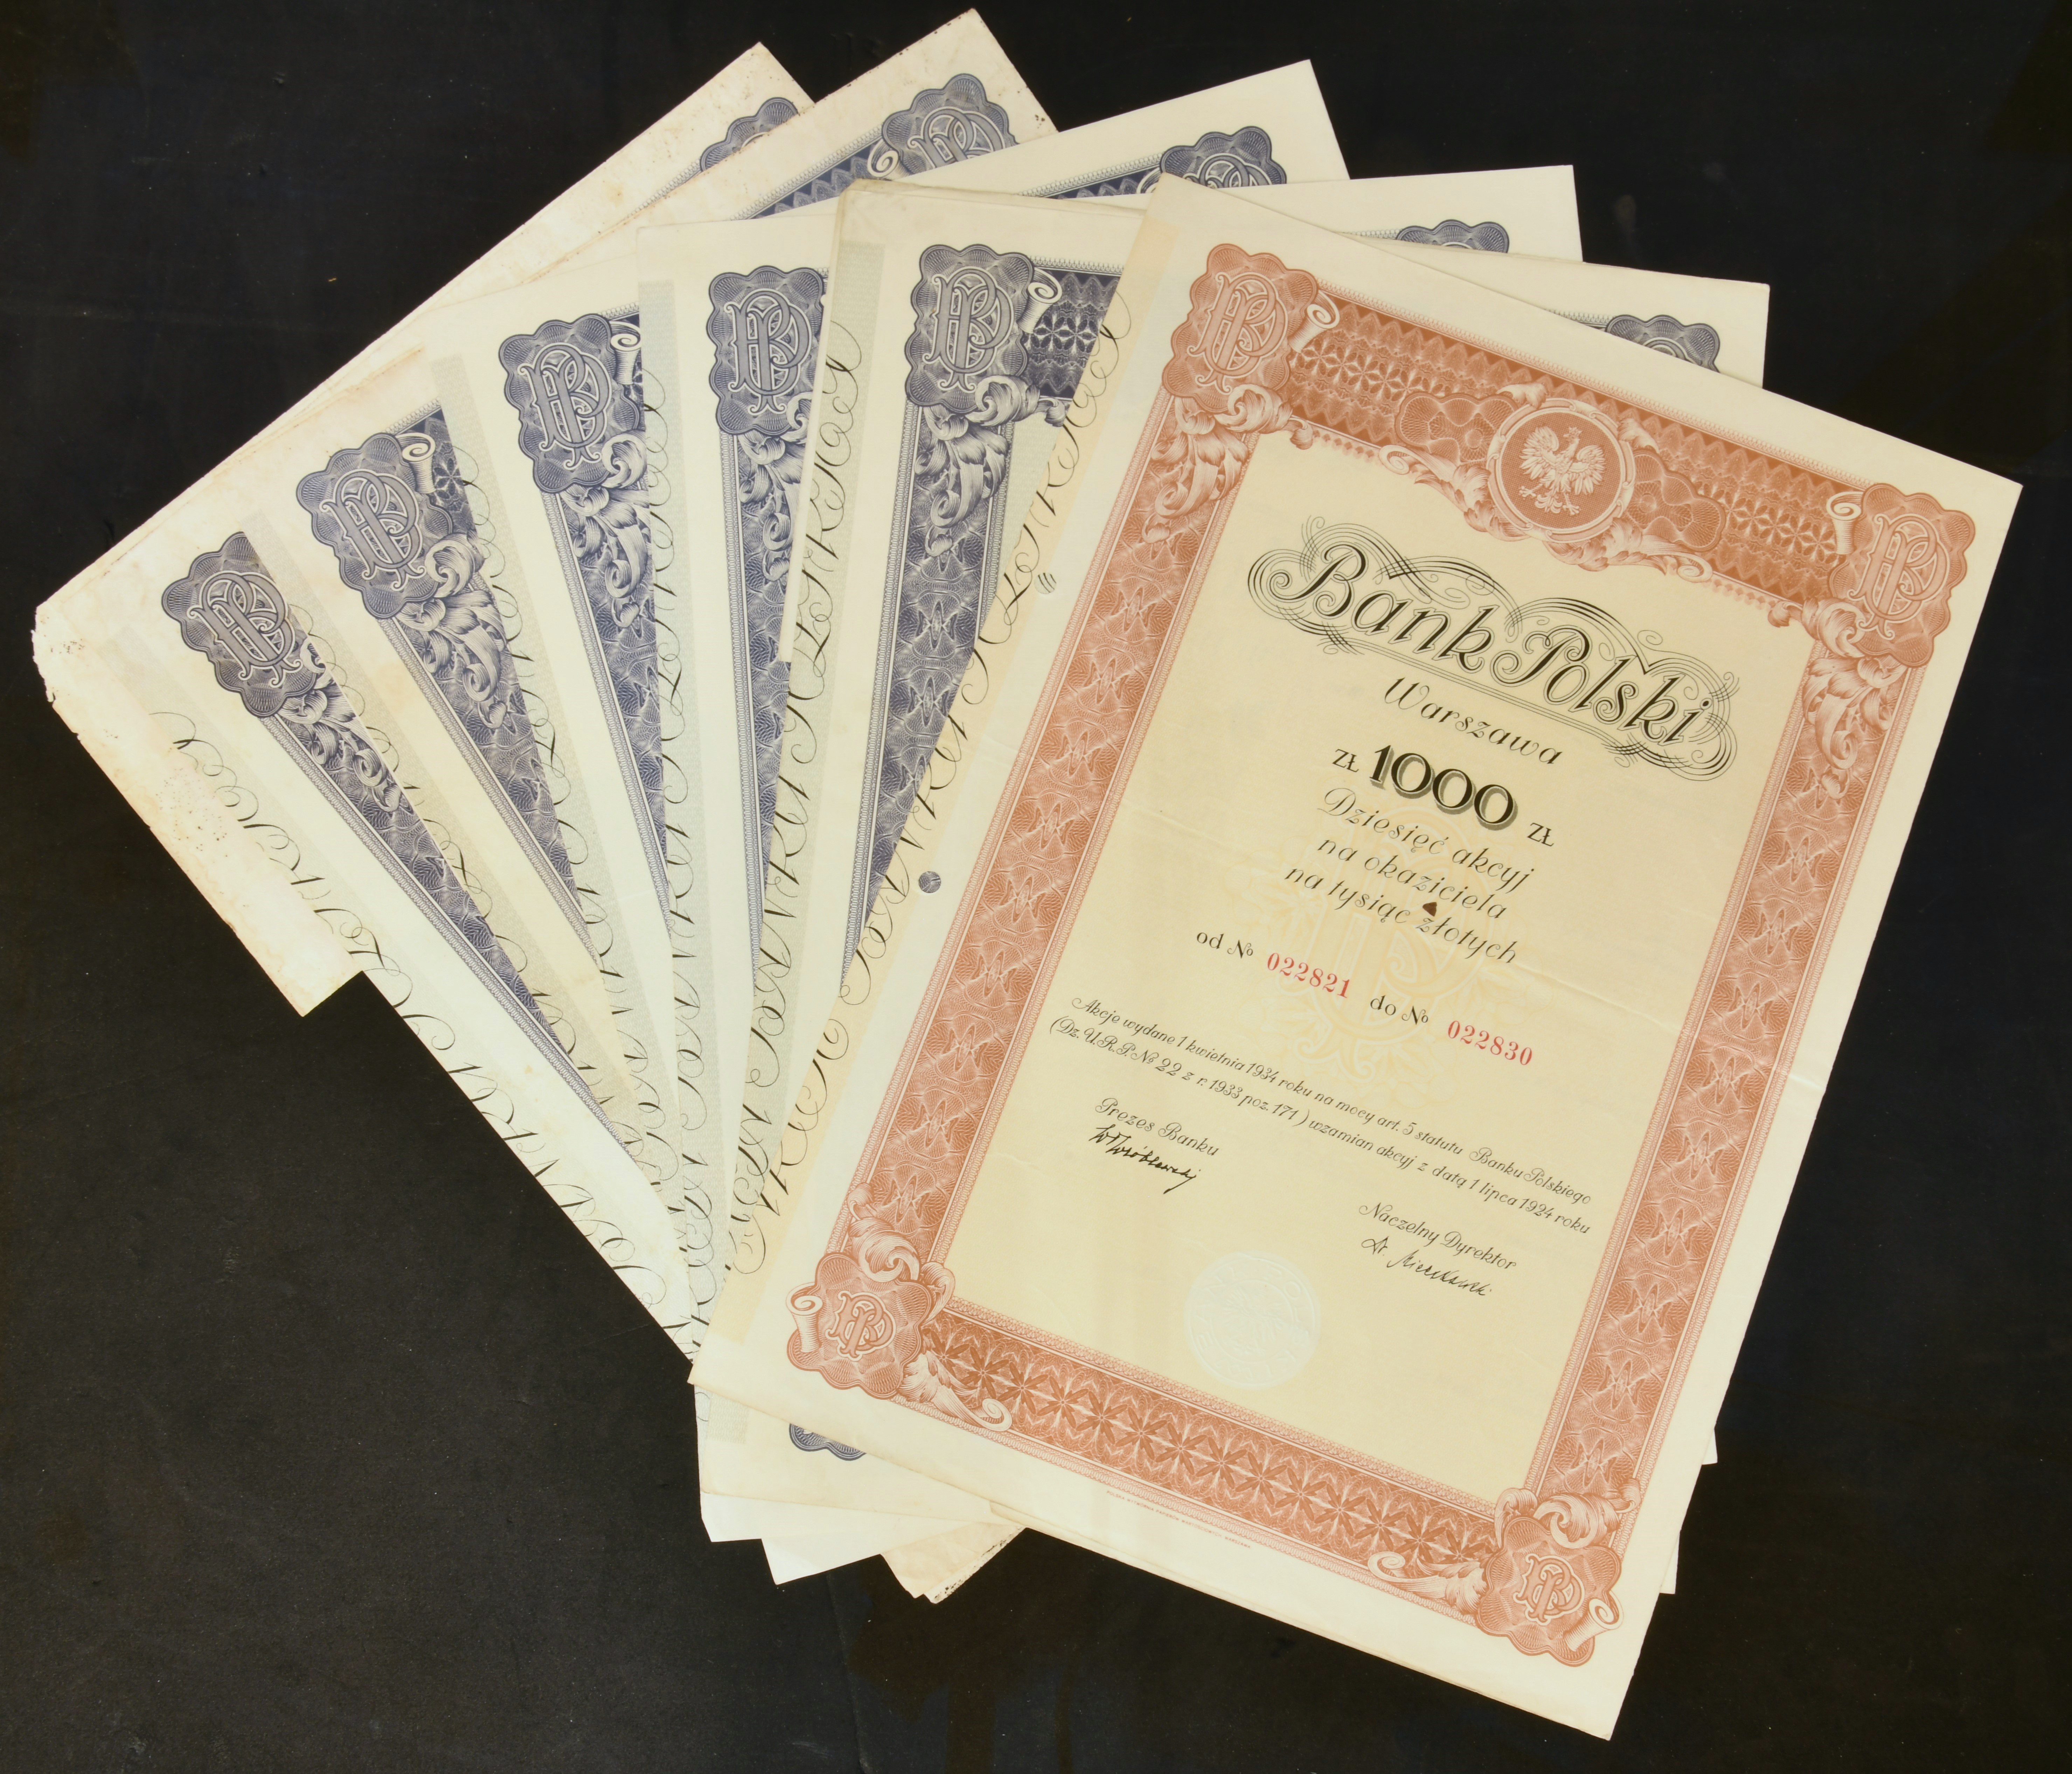 Bank Polski
Warszawa
ZŁ 1000 ZŁ
Dziesięć akcyj
na okaziciela
na tysiąc złotych
od № 022821 do № 022830
Akcje wydane 1 kwietnia 1934 roku na mocy art. 5 statutu Banku Polskiego
(Dz. U. R. P. № 22 z r. 1933 poz. 171) wzamian akcyj z datą 1 lipca 1924 roku
Prezes Banku
Naczelny Dyrektor